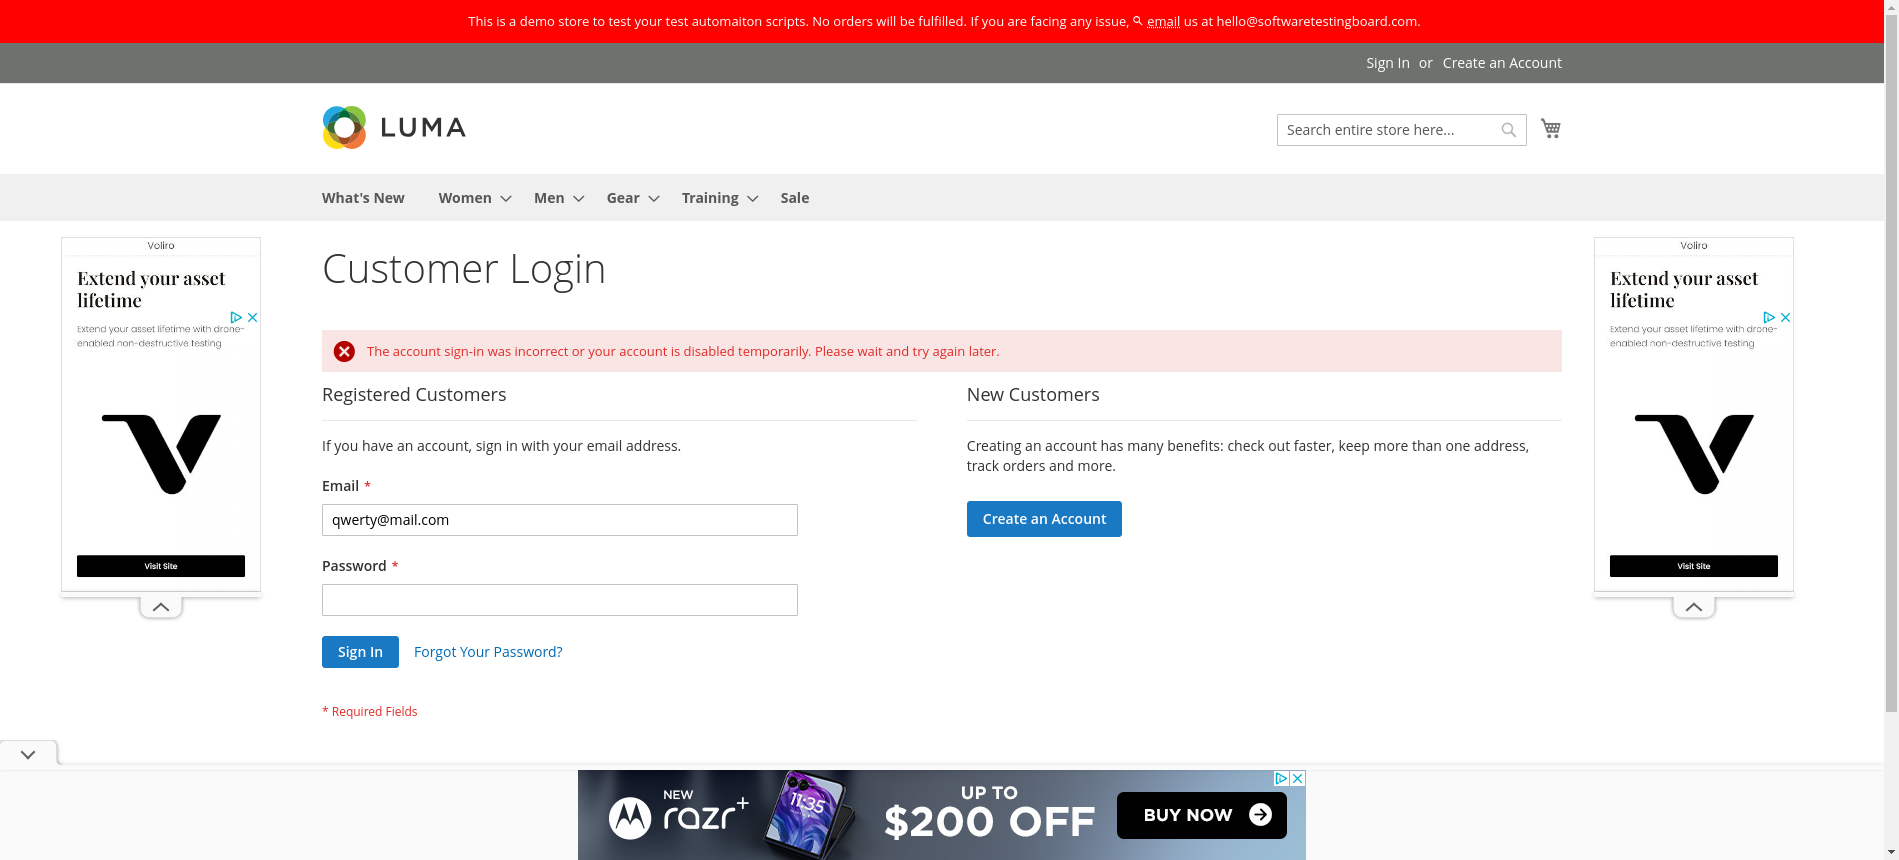 This is a demo store to test your test automaiton scripts. No orders will be fulfilled. If you are facing any issue, email us at hello@softwaretestingboard.com.
Sign In or Create an Account
LUMA
Search entire store here...
What's New Women Men Gear Training Sale
Voliro
Extend your asset
lifetime
Extend your asset lifetime with drone-
enabled non-destructive testing
Visit Site
Customer Login
The account sign-in was incorrect or your account is disabled temporarily. Please wait and try again later.
Registered Customers
If you have an account, sign in with your email address.
Email *
qwerty@mail.com
Password *
Sign In Forgot Your Password?
* Required Fields
New Customers
Creating an account has many benefits: check out faster, keep more than one address,
track orders and more.
Create an Account
Voliro
Extend your asset
lifetime
Extend your asset lifetime with drone-
enabled non-destructive testing
Visit Site
NEW
razr+
11:35
UP TO
$200 OFF
BUY NOW